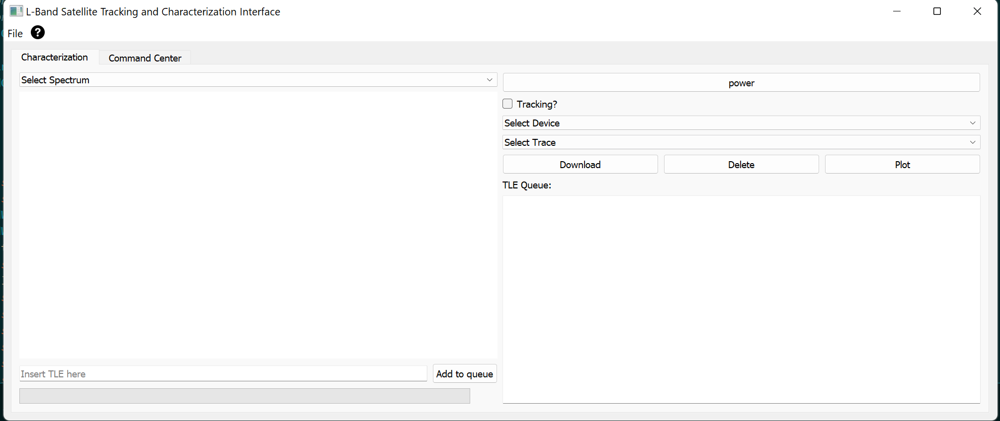 L-Band Satellite Tracking and Characterization Interface
File ?
Characterization Command Center
Select Spectrum
power
Tracking?
Select Device
Select Trace
Download Delete Plot
TLE Queue:
Insert TLE here Add to queue